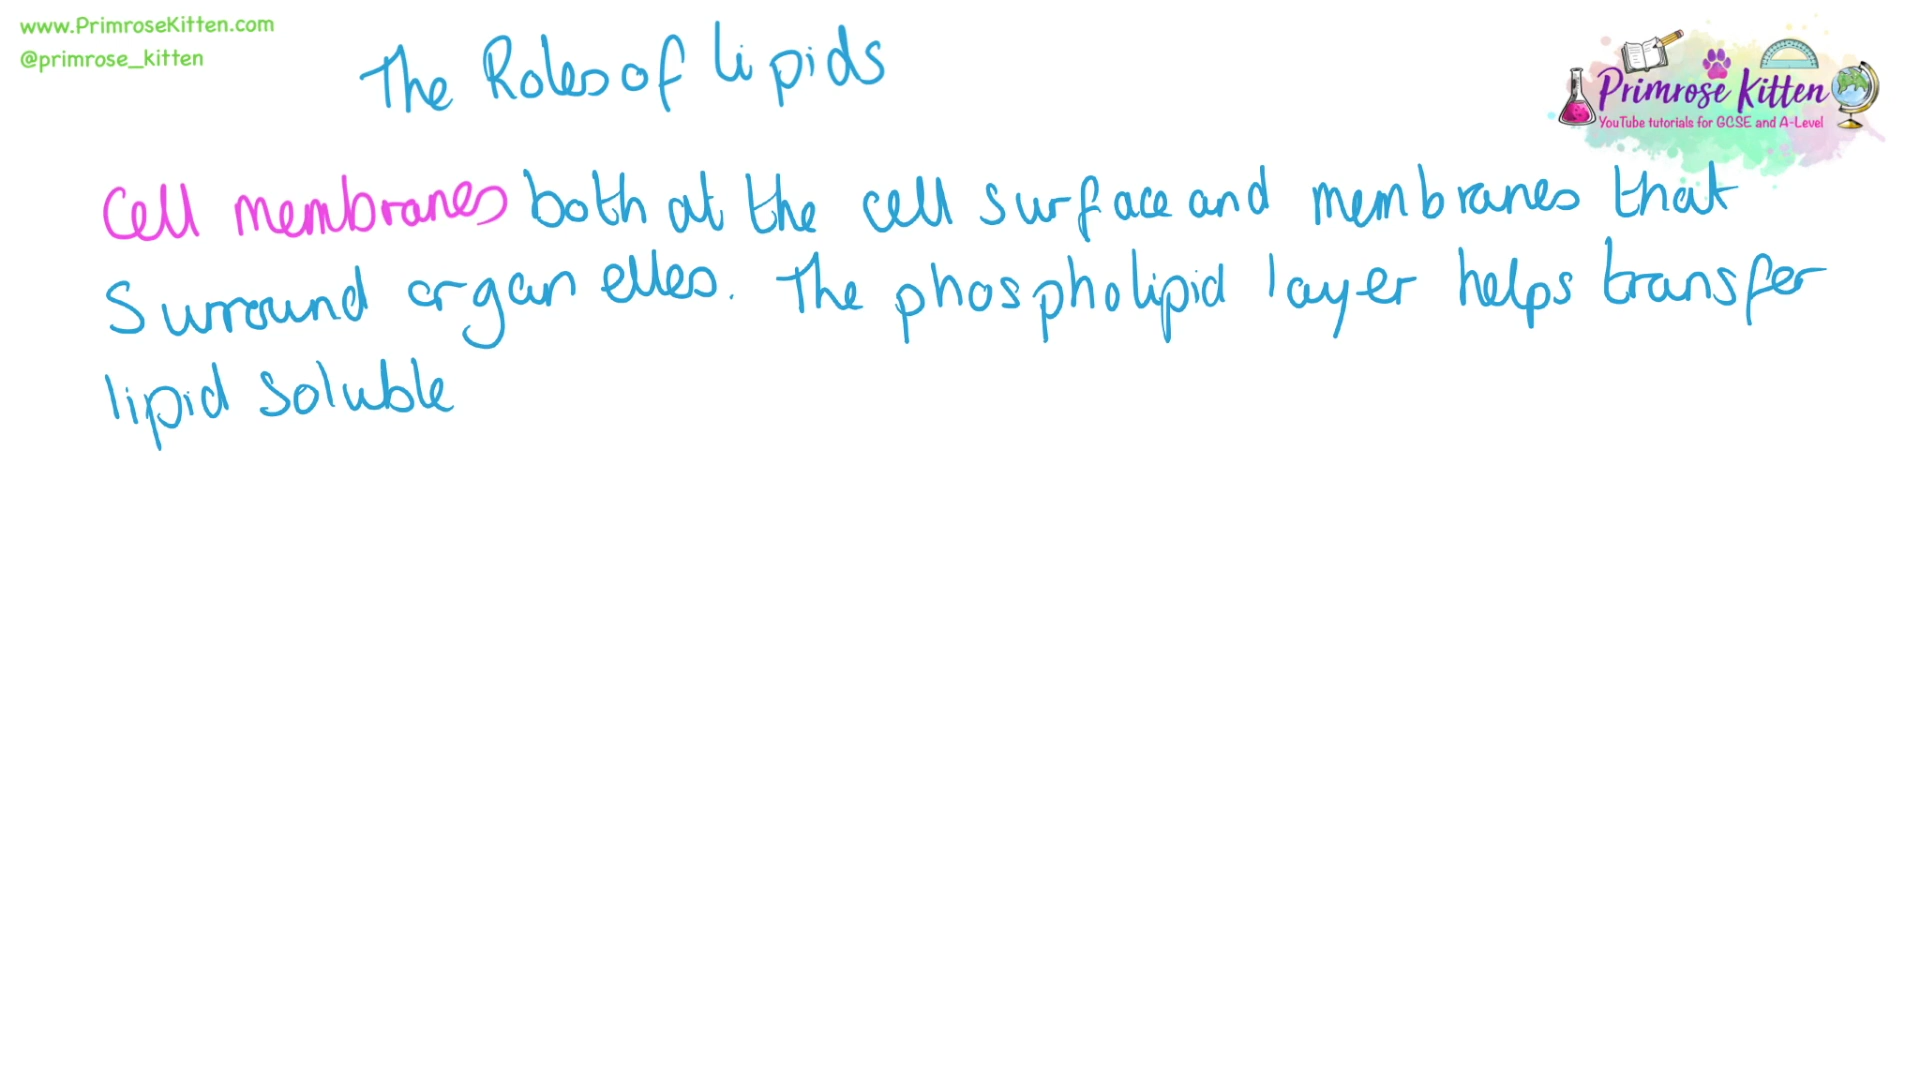 www.PrimroseKitten.com
@primrose_kitten
The Roles of lipids
Primrose Kitten
YouTube tutorials for GCSE and A-Level
Cell membranes both at the cell surface and membranes that
Surround organelles. The phospholipid layer helps transfer
lipid soluble